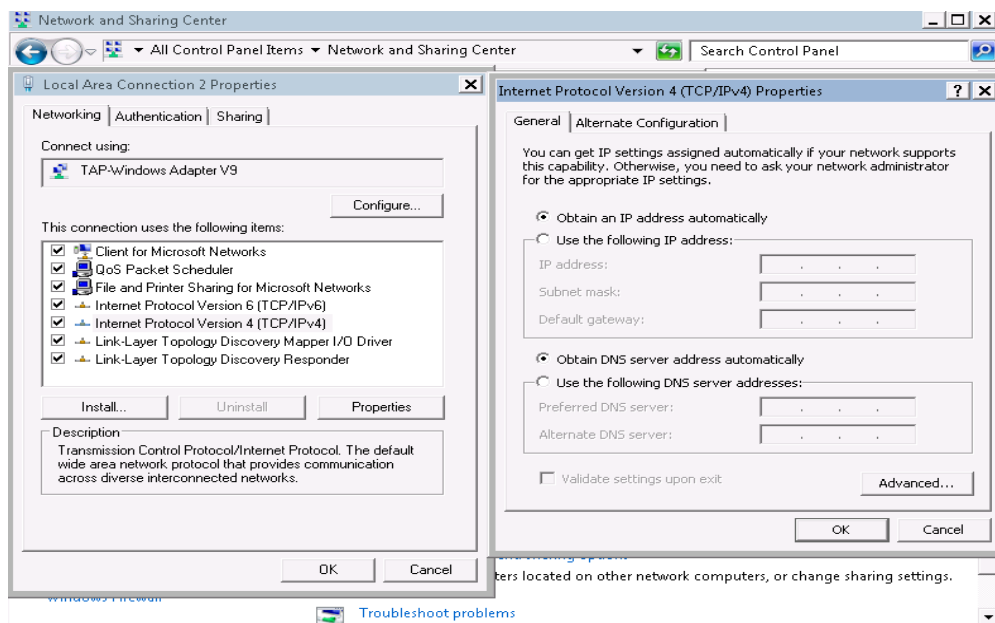 Network and Sharing Center
All Control Panel Items Network and Sharing Center
Search Control Panel
Local Area Connection 2 Properties
Networking Authentication Sharing
Connect using:
TAP-Windows Adapter V9
Configure...
This connection uses the following items:
Client for Microsoft Networks
QoS Packet Scheduler
File and Printer Sharing for Microsoft Networks
Internet Protocol Version 6 (TCP/IPv6)
Internet Protocol Version 4 (TCP/IPv4)
Link-Layer Topology Discovery Mapper I/O Driver
Link-Layer Topology Discovery Responder
Install... Uninstall Properties
Description
Transmission Control Protocol/Internet Protocol. The default
wide area network protocol that provides communication
across diverse interconnected networks.
OK Cancel
Internet Protocol Version 4 (TCP/IPv4) Properties
General Alternate Configuration
You can get IP settings assigned automatically if your network supports
this capability. Otherwise, you need to ask your network administrator
for the appropriate IP settings.
Obtain an IP address automatically
Use the following IP address:
IP address:
Subnet mask:
Default gateway:
Obtain DNS server address automatically
Use the following DNS server addresses:
Preferred DNS server:
Alternate DNS server:
Validate settings upon exit
Advanced...
OK Cancel
ters located on other network computers, or change sharing settings.
Troubleshoot problems